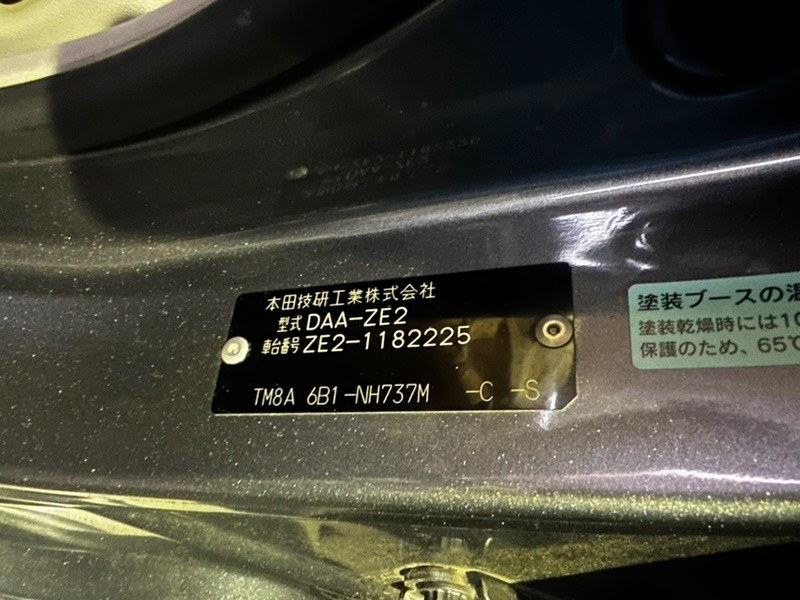 本田技研工業株式会社
型式 DAA-ZE2
車台番号 ZE2-1182225
TM8A 6B1-NH737M -C -S
塗装ブースの
塗装乾燥時には10
保護のため、65℃